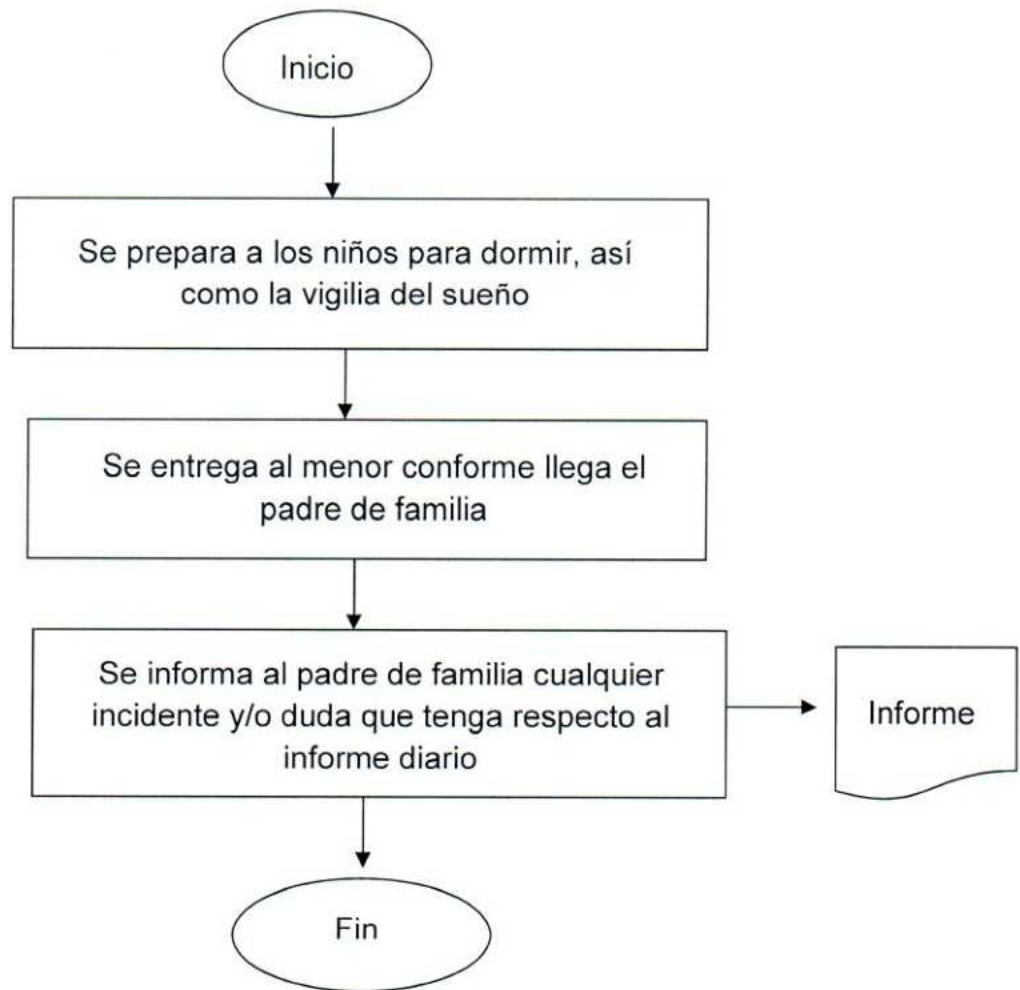 Inicio
Se prepara a los niños para dormir, así
como la vigilia del sueño
Se entrega al menor conforme llega el
padre de familia
Se informa al padre de familia cualquier
incidente y/o duda que tenga respecto al
informe diario
Informe
Fin